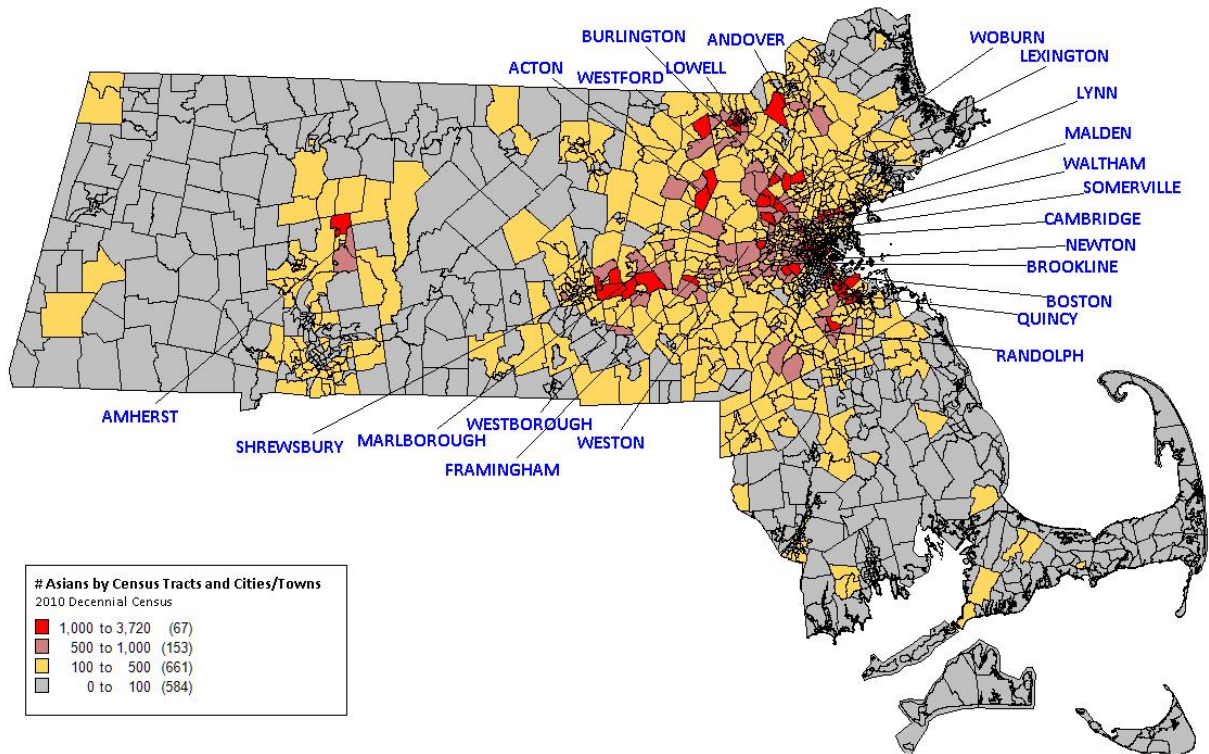 BURLINGTON
ANDOVER
WOBURN
ACTON
WESTFORD
LOWELL
LEXINGTON
LYNN
MALDEN
WALTHAM
SOMERVILLE
CAMBRIDGE
NEWTON
BROOKLINE
BOSTON
QUINCY
RANDOLPH
AMHERST
SHREWSBURY
MARLBOROUGH
WESTBOROUGH
FRAMINGHAM
WESTON
# Asians by Census Tracts and Cities/Towns
2010 Decennial Census
1,000 to 3,720 (67)
500 to 1,000 (153)
100 to 500 (661)
0 to 100 (584)